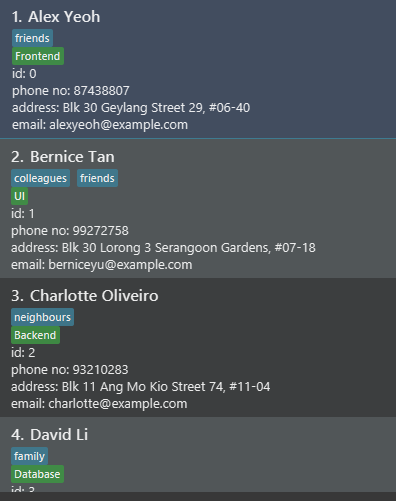 1. Alex Yeoh
friends
Frontend
id: 0
phone no: 87438807
address: Blk 30 Geylang Street 29, #06-40
email: alexyeoh@example.com
2. Bernice Tan
colleagues friends
UI
id: 1
phone no: 99272758
address: Blk 30 Lorong 3 Serangoon Gardens, #07-18
email: berniceyu@example.com
3. Charlotte Oliveiro
neighbours
Backend
id: 2
phone no: 93210283
address: Blk 11 Ang Mo Kio Street 74, #11-04
email: charlotte@example.com
4. David Li
family
Database
id: 3